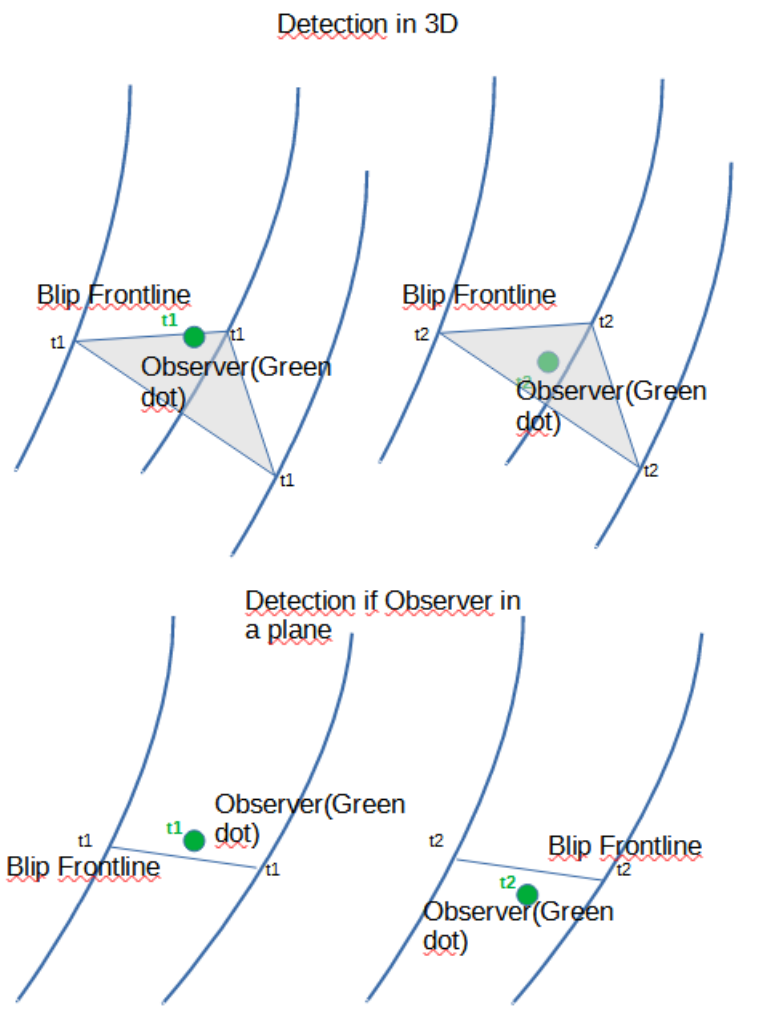 Detection in 3D
Blip Frontline
t1
t1
t1
Observer(Green
dot)
t1
Blip Frontline
t2
t2
t2
Observer(Green
dot)
t2
Detection if Observer in
a plane
Observer(Green
dot)
t1
t1
Blip Frontline
t1
t2
Blip Frontline
t2
t2
Observer(Green
dot)